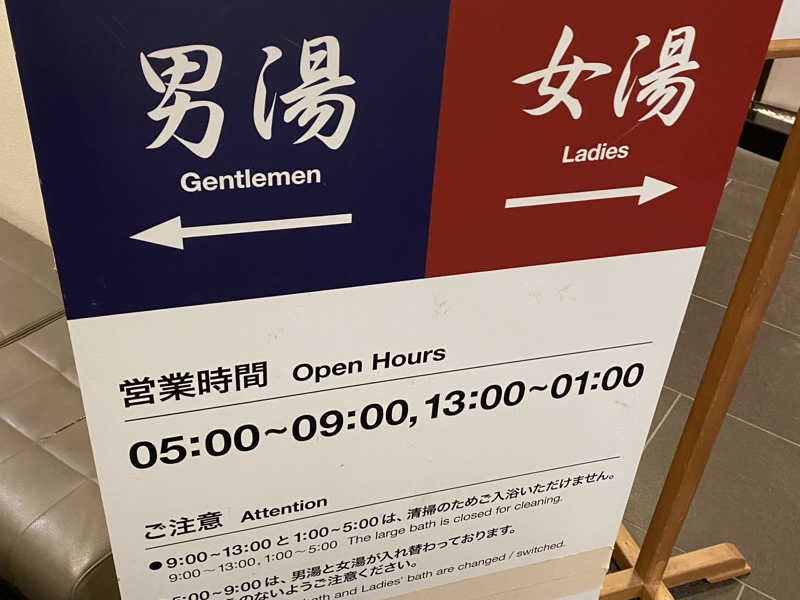 男湯
Gentlemen
女湯
Ladies
営業時間 Open Hours
05:00~09:00, 13:00~01:00
ご注意 Attention
●9:00~13:00と1:00~5:00は、清掃のためご入浴いただけません。
9:00~13:00, 1:00~5:00 The large bath is closed for cleaning.
5:00~9:00は、男湯と女湯が入れ替わっております。
のないようご注意ください。
and Ladies' bath are changed / switched.